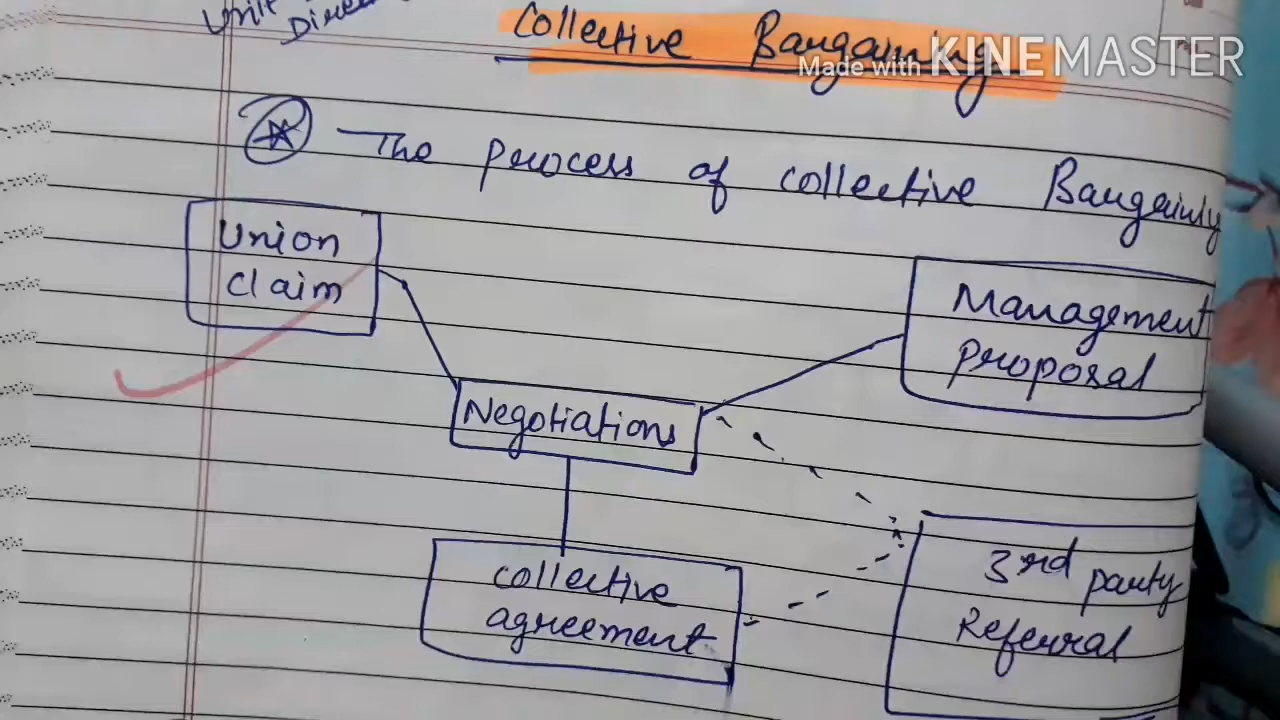 Unit
Collective Bargaining
Made with KINEMASTER
The process of collective Bargaining
Union
claim
Management
proposal
Negotiations
collective
agreement
3rd party
Referral